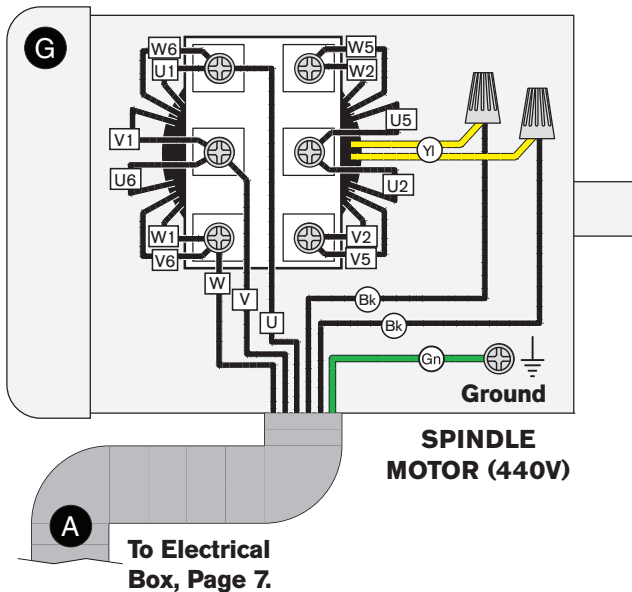 G
W6
U1
V1
U6
W1
V6
W5
W2
U5
U2
V2
V5
Yl
W
V
U
Bk
Bk
Gn
Ground
SPINDLE
MOTOR (440V)
A
To Electrical
Box, Page 7.